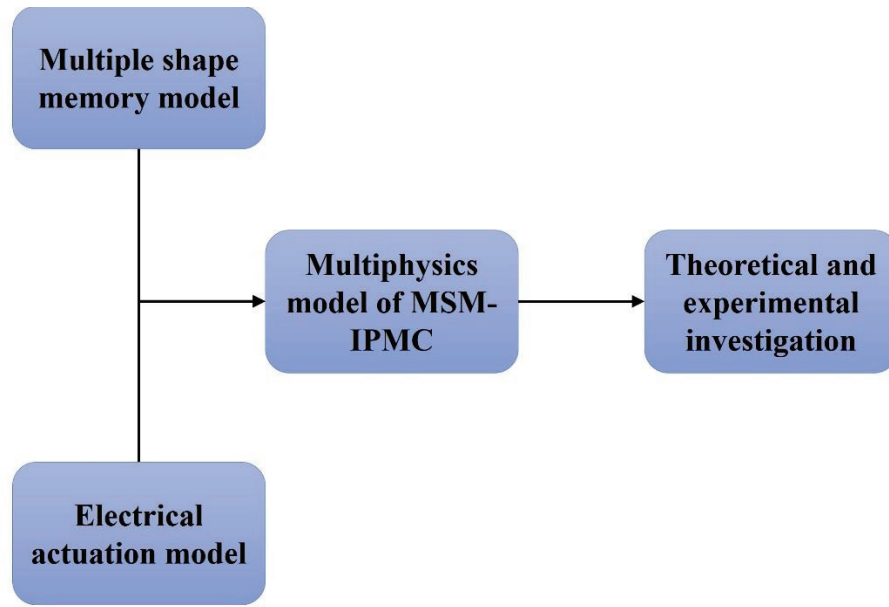 Multiple shape
memory model
Multiphysics
model of MSM-
IPMC
Theoretical and
experimental
investigation
Electrical
actuation model